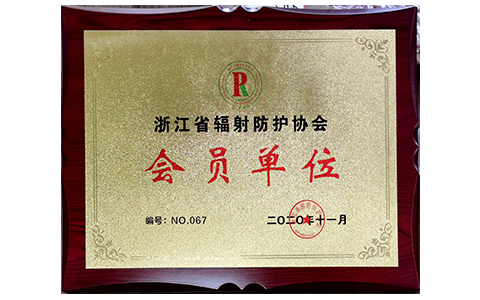 R
浙江省辐射防护协会
会员单位
编号：NO.067
二〇二〇年十一月